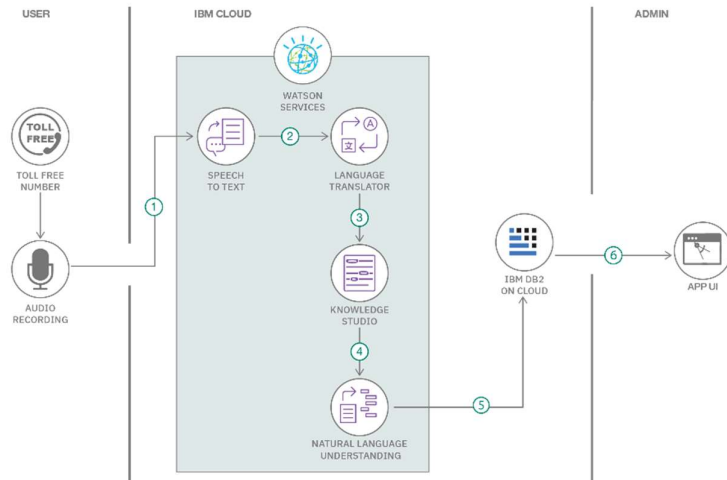 USER
IBM CLOUD
ADMIN
WATSON
SERVICES
TOLL
FREE
TOLL FREE
NUMBER
SPEECH
TO TEXT
2
A
文
LANGUAGE
TRANSLATOR
1
3
AUDIO
RECORDING
KNOWLEDGE
STUDIO
IBM DB2
ON CLOUD
6
APP UI
4
NATURAL LANGUAGE
UNDERSTANDING
5